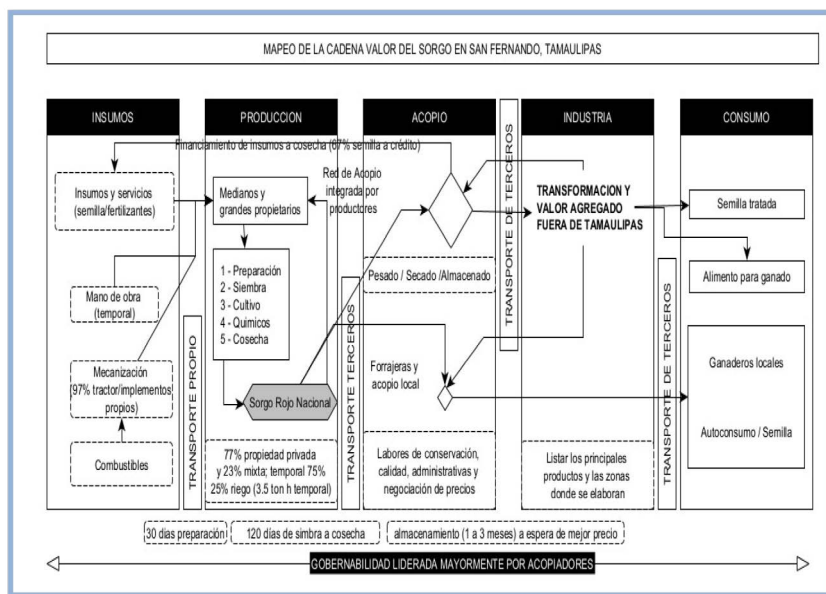 MAPEO DE LA CADENA VALOR DEL SORGO EN SAN FERNANDO, TAMAULIPAS
INSUMOS
PRODUCCION
ACOPIO
INDUSTRIA
CONSUMO
Financiamiento de insumos a cosecha (67% semilla a crédito)
Insumos y servicios
(semilla/fertilizantes)
Mano de obra
(temporal)
Mecanización
[97% tractor/implementos
propios)
Combustibles
TRANSPORTE PROPIO
Medianos y
grandes propietarios
1 - Preparación
2 - Siembra
3 - Cultivo
4 - Quimicos
5 - Cosecha
Sorgo Rojo Nacional
77% propiedad privada
y 23% mixta; temporal 75%
25% riego (3.5 ton h temporal)
Red de Acopio
integrada por
productores
TRANSPORTE TERCEROS
Pesado / Secado /Almacenado
Forrajeras y
acopio local
Labores de conservación,
calidad, administrativas y
negociación de precios
TRANSPORTE DE TERCEROS
TRANSFORMACION Y
VALOR AGREGADO
FUERA DE TAMAULIPAS
Listar los principales
productos y las zonas
donde se elaboran
TRANSPORTE DE TERCEROS
Semilla tratada
Alimento para ganado
Ganaderos locales
Autoconsumo / Semilla
30 dias preparación
120 días de simbra a cosecha
almacenamiento (1 a 3 meses) a espera de mejor precio
GOBERNABILIDAD LIDERADA MAYORMENTE POR ACOPIADORES